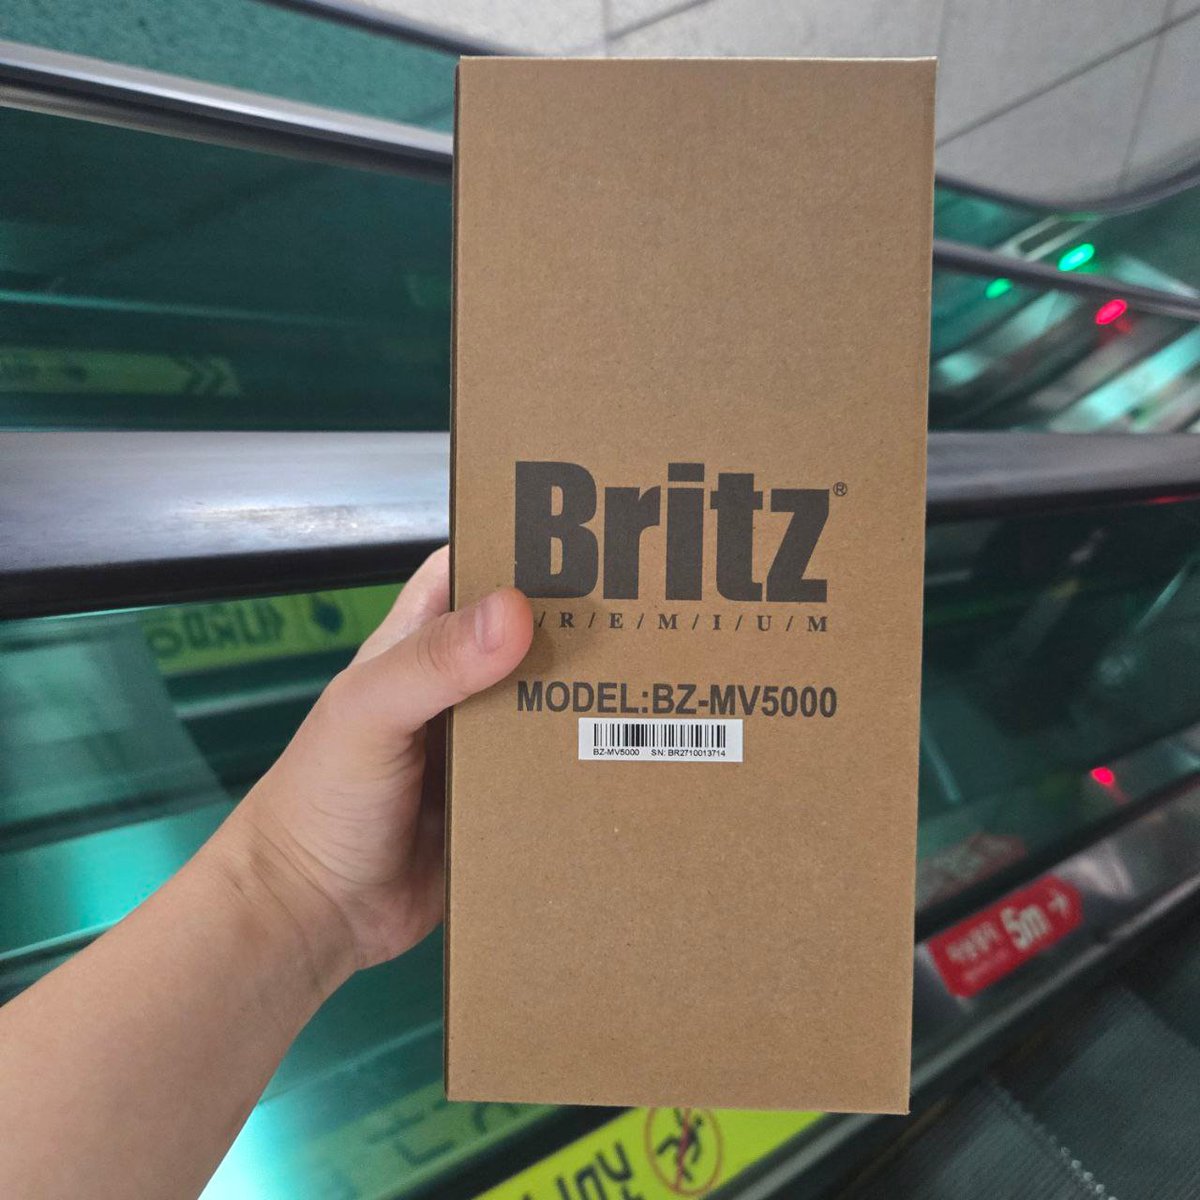 Britz®
/R/E/M/I/U/M
MODEL:BZ-MV5000
BZ-MV5000 SN: BR2710013714
5m →